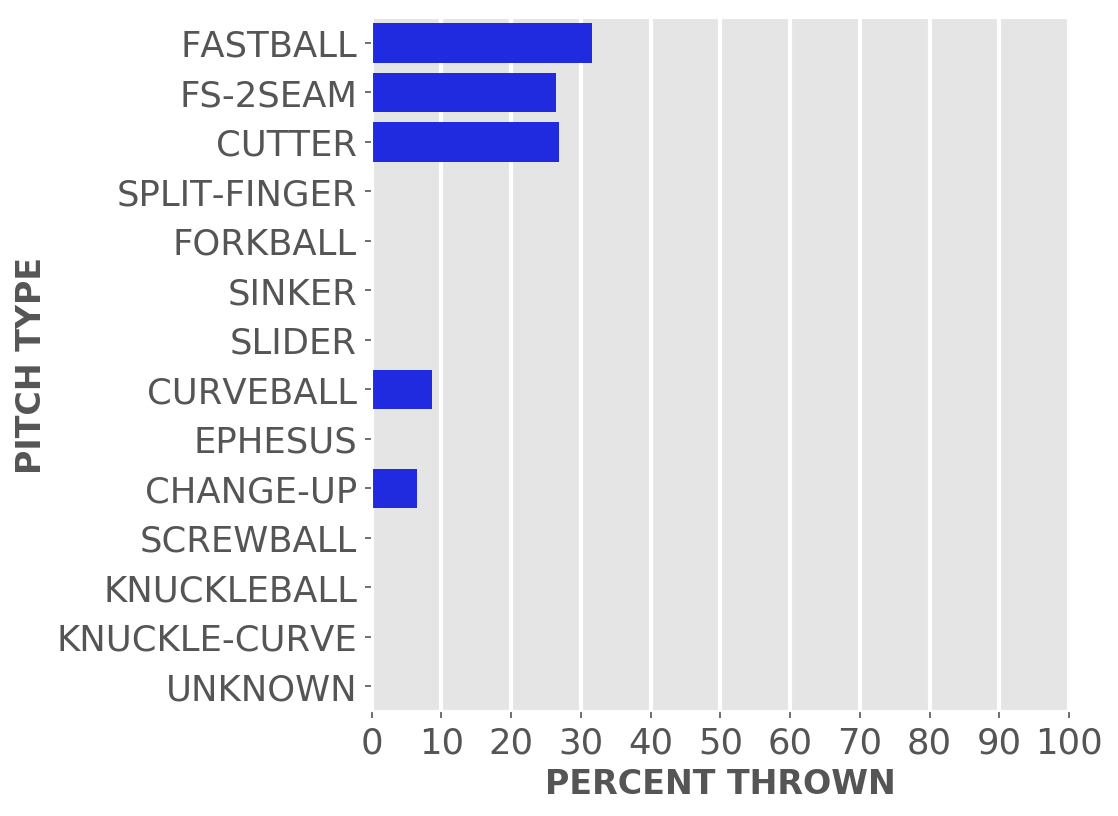 FASTBALL
FS-2SEAM
CUTTER
SPLIT-FINGER
FORKBALL
SINKER
SLIDER
CURVEBALL
EPHESUS
CHANGE-UP
SCREWBALL
KNUCKLEBALL
KNUCKLE-CURVE
UNKNOWN
PITCH TYPE
0 10 20 30 40 50 60 70 80 90 100
PERCENT THROWN